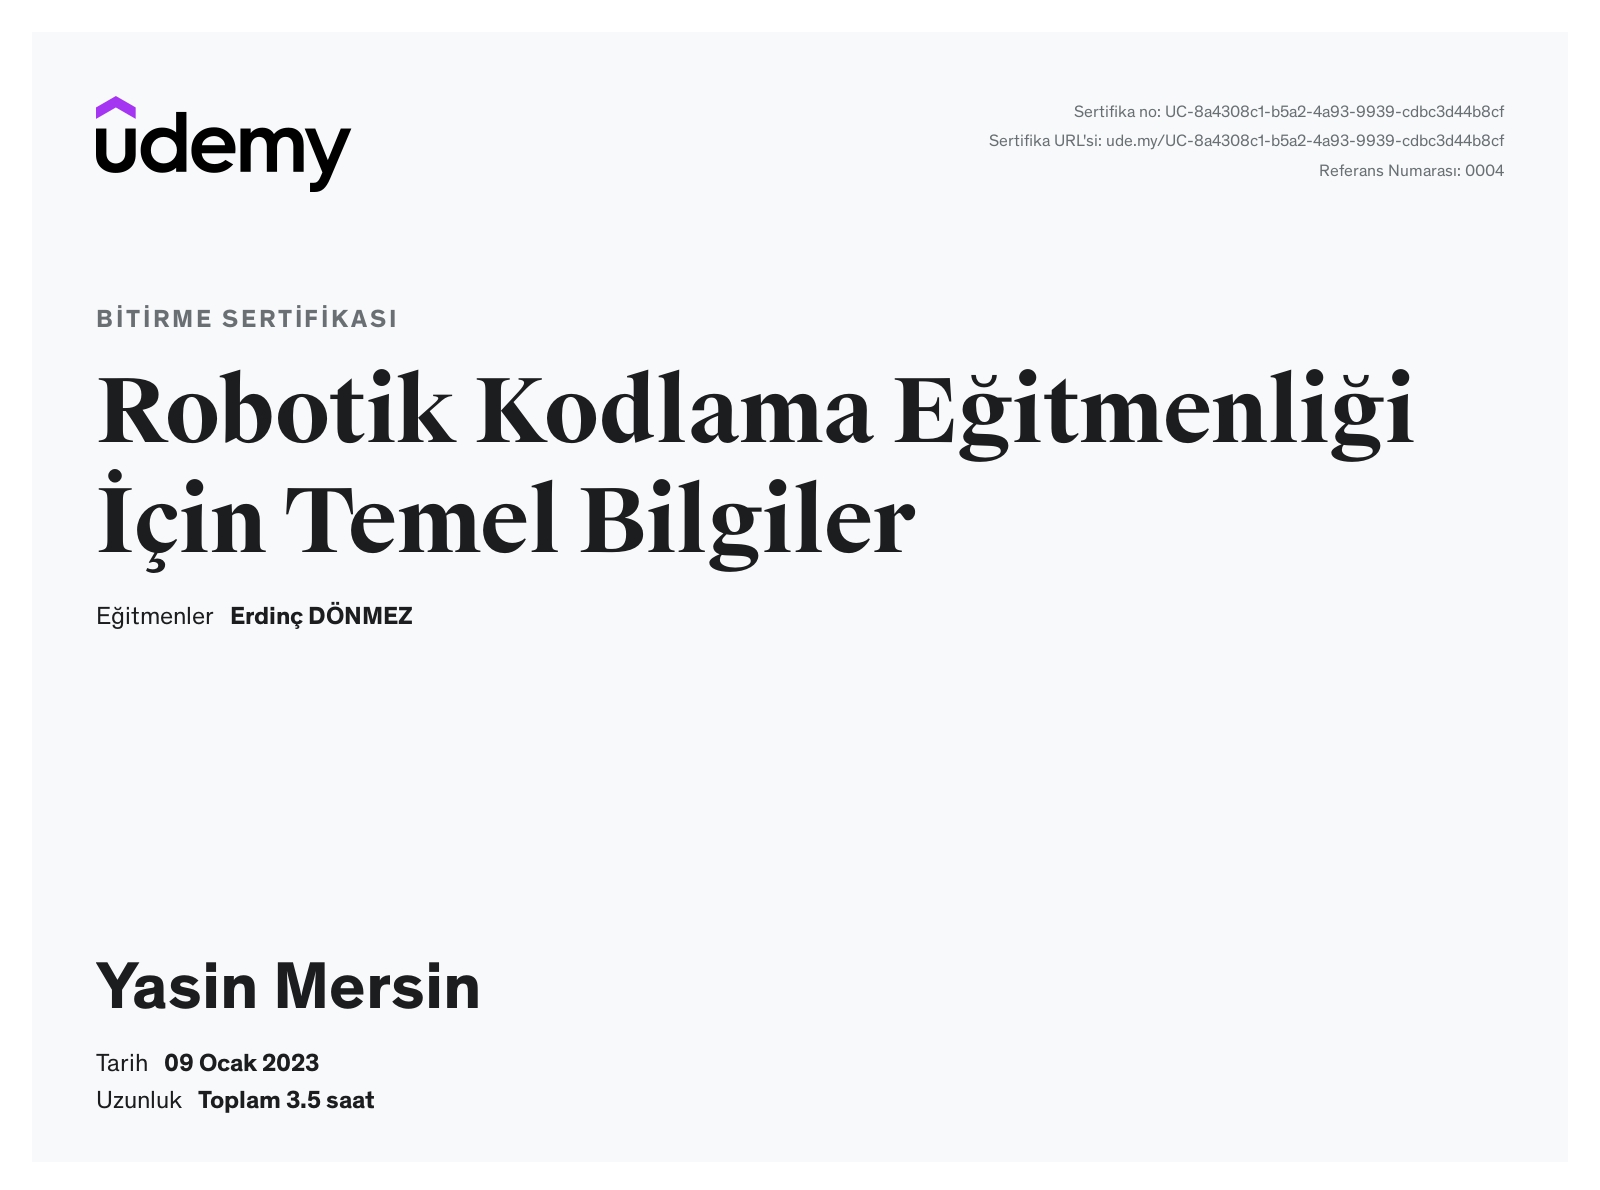 udemy
Sertifika no: UC-8a4308c1-b5a2-4a93-9939-cdbc3d44b8cf
Sertifika URL'si: ude.my/UC-8a4308c1-b5a2-4a93-9939-cdbc3d44b8cf
Referans Numarası: 0004
BİTİRME SERTİFİKASI
Robotik Kodlama Eğitmenliği
İçin Temel Bilgiler
Eğitmenler Erdinç DÖNMEZ
Yasin Mersin
Tarih 09 Ocak 2023
Uzunluk Toplam 3.5 saat